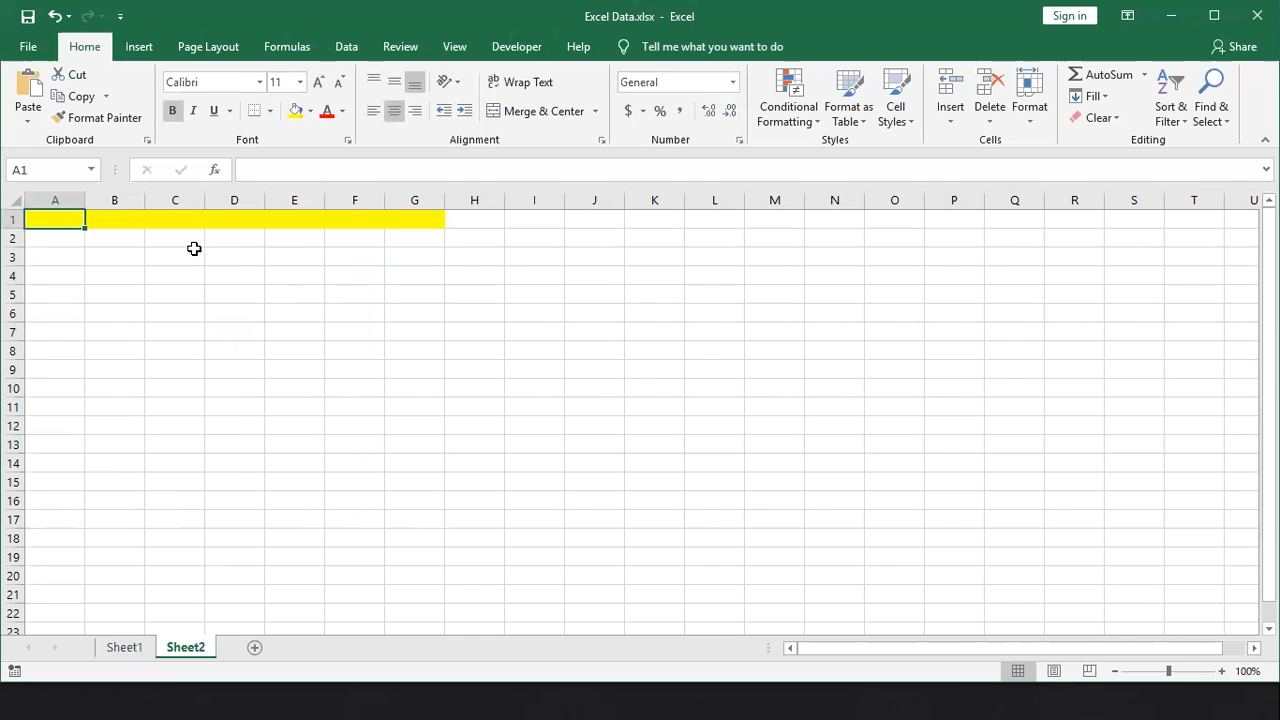 Excel Data.xlsx - Excel
Sign in
File Home Insert Page Layout Formulas Data Review View Developer Help Tell me what you want to do Share
Paste
Cut
Copy
Format Painter
Clipboard
Calibri 11
B I U
Font
Wrap Text
Merge & Center
Alignment
General
$ % ,
Number
Conditional Formatting
Format as Table
Cell Styles
Styles
Insert
Delete
Format
Cells
AutoSum
Fill
Clear
Sort & Filter
Find & Select
Editing
A1 fx
A B C D E F G H I J K L M N O P Q R S T U
1
2
3
4
5
6
7
8
9
10
11
12
13
14
15
16
17
18
19
20
21
22
23
Sheet1 Sheet2
100%